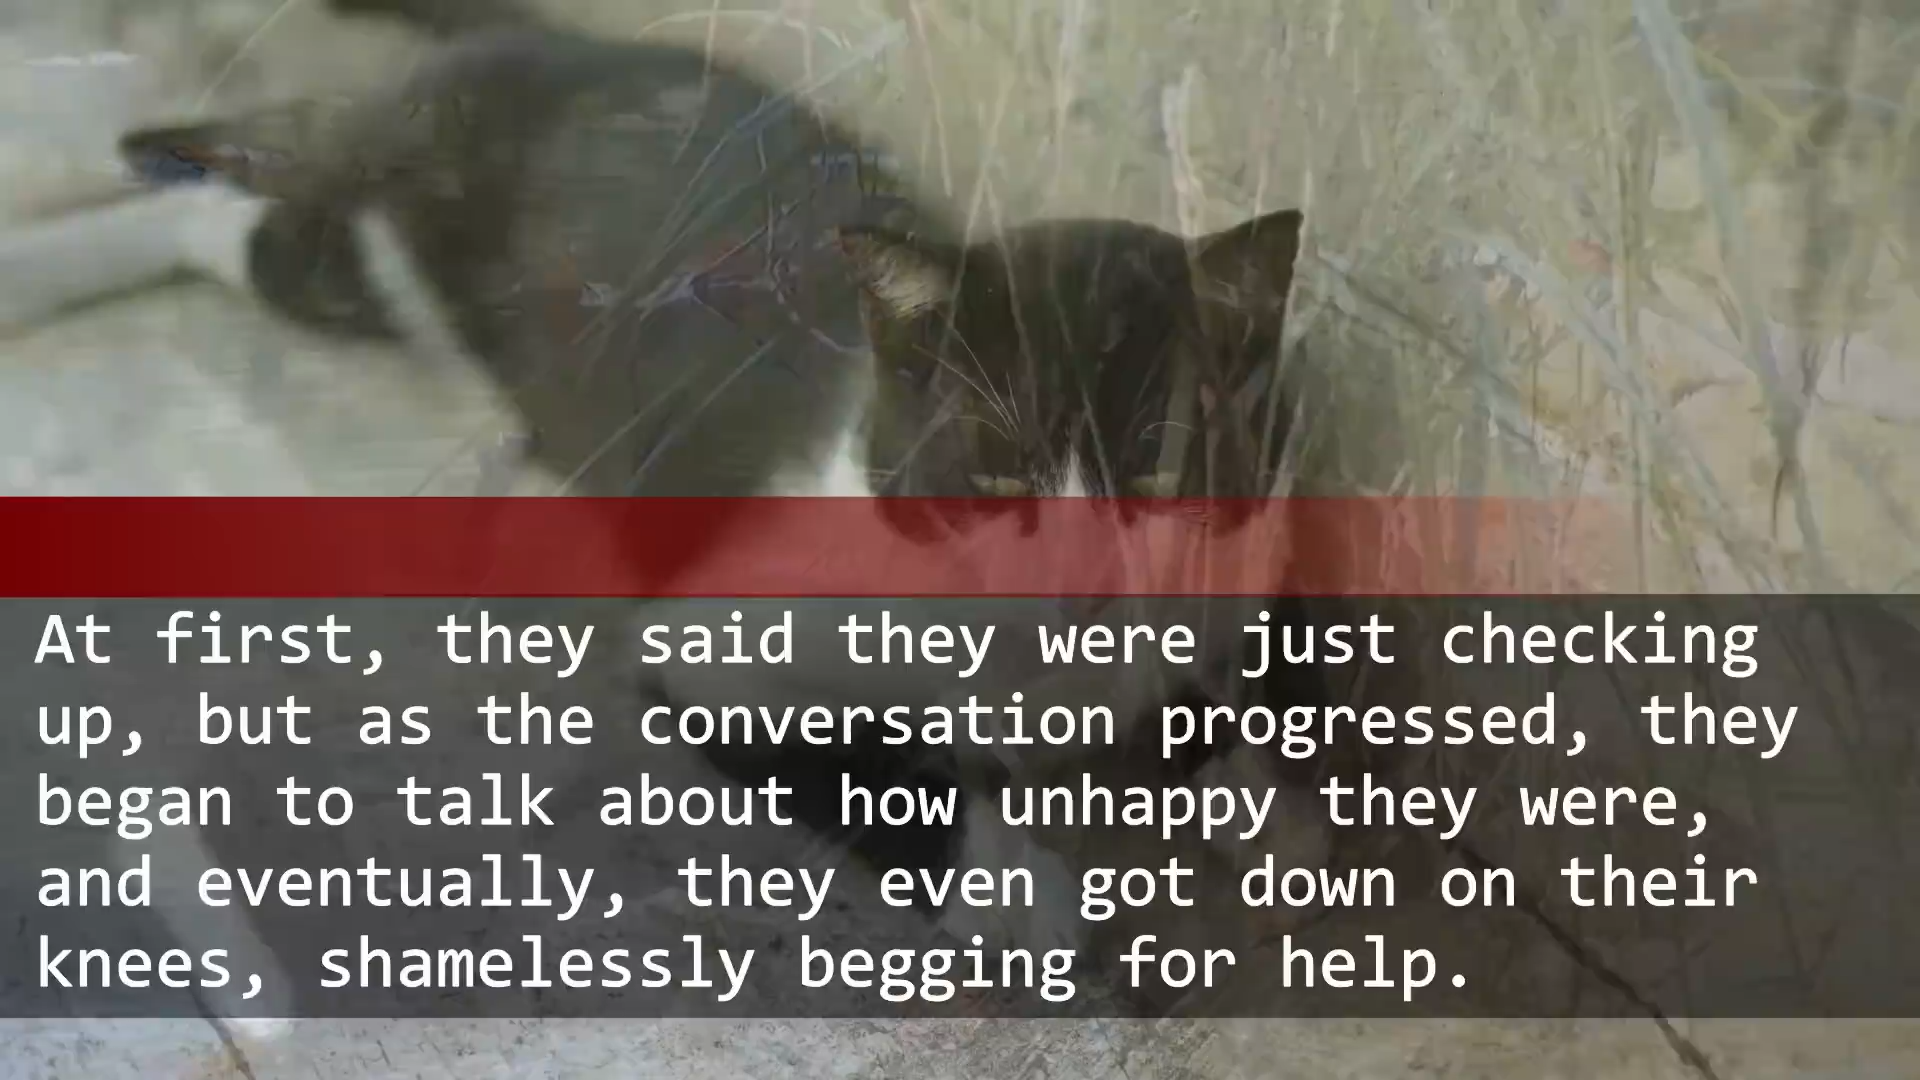 At first, they said they were just checking
up, but as the conversation progressed, they
began to talk about how unhappy they were,
and eventually, they even got down on their
knees, shamelessly begging for help.